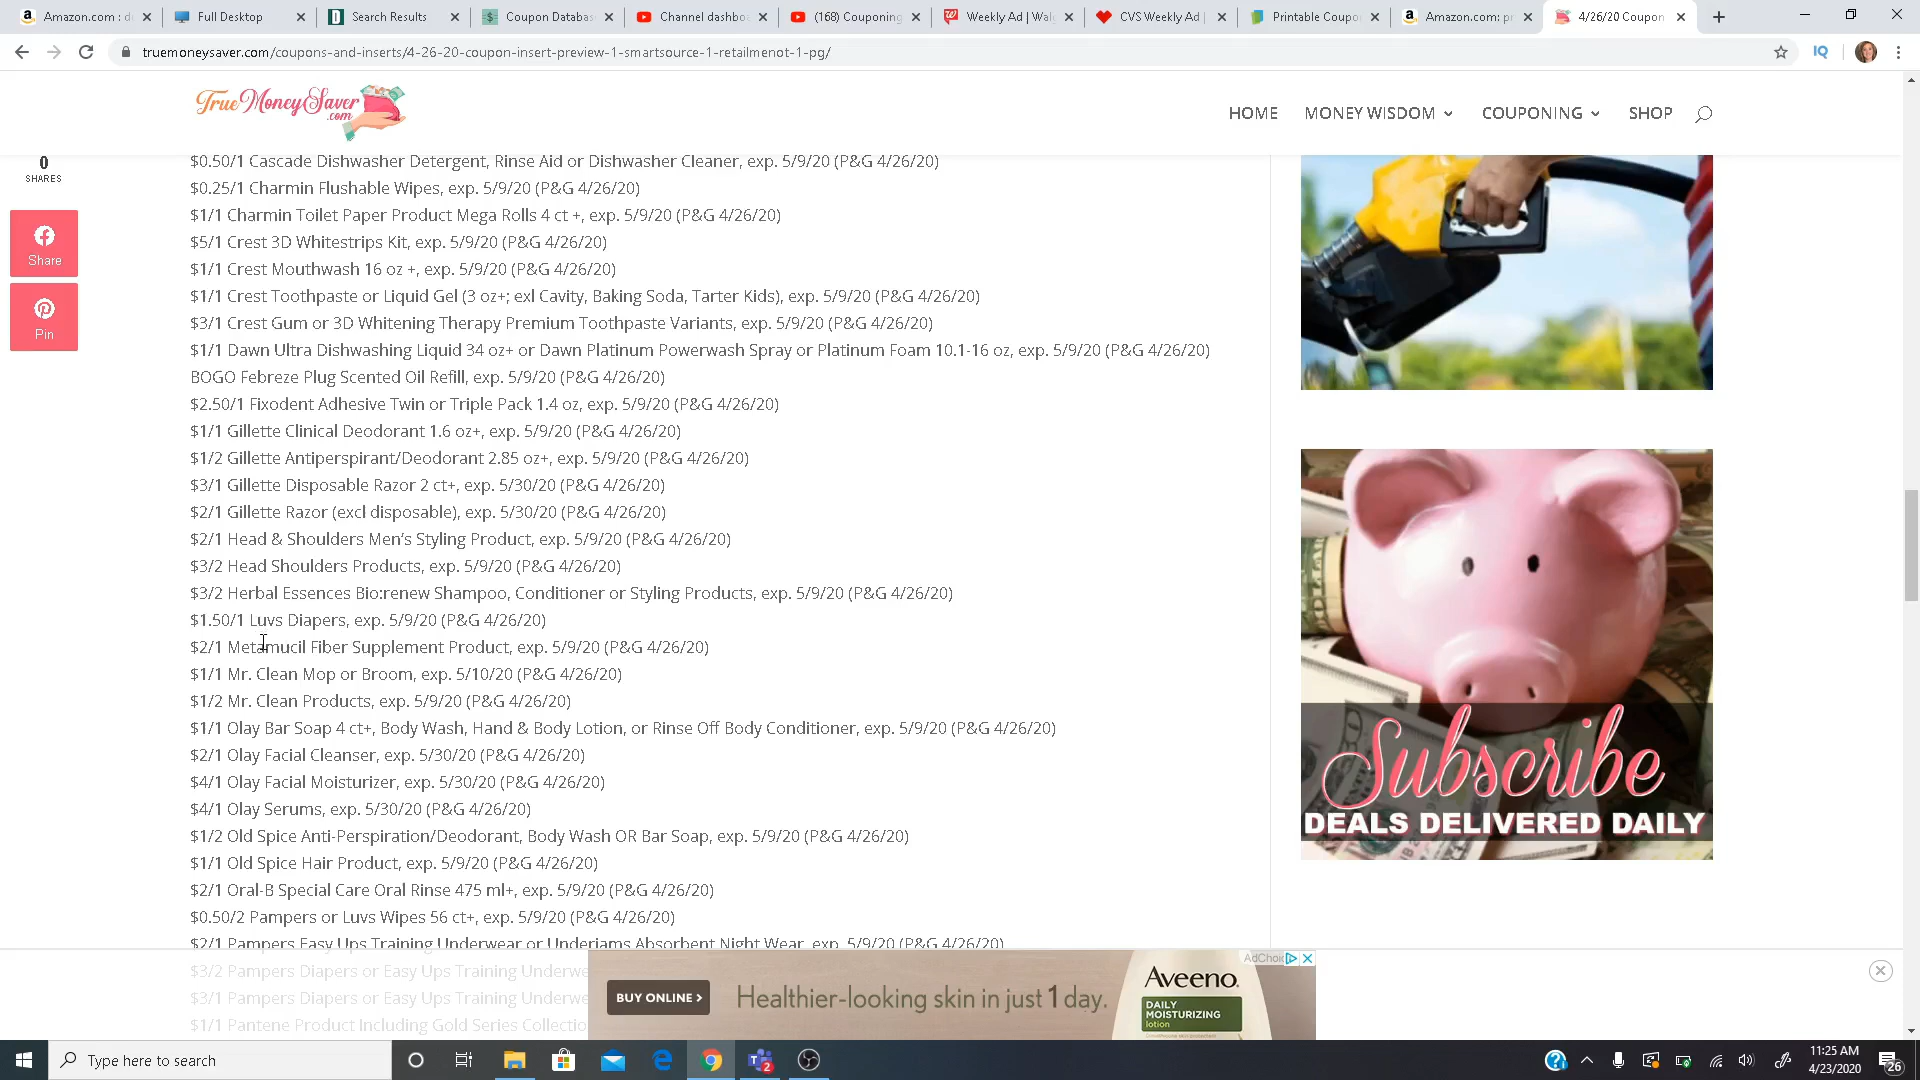 Amazon.com : d
Full Desktop
Search Results
Coupon Databas
Channel dashbo
(168) Couponing
Weekly Ad | Wal
CVS Weekly Ad
Printable Coupo
Amazon.com: p
4/26/20 Coupon
truemoneysaver.com/coupons-and-inserts/4-26-20-coupon-insert-preview-1-smartsource-1-retailmenot-1-pg/
IQ
TrueMoneySaver
.com
HOME MONEY WISDOM COUPONING SHOP
0
SHARES
Share
Pin
$0.50/1 Cascade Dishwasher Detergent, Rinse Aid or Dishwasher Cleaner, exp. 5/9/20 (P&G 4/26/20)
$0.25/1 Charmin Flushable Wipes, exp. 5/9/20 (P&G 4/26/20)
$1/1 Charmin Toilet Paper Product Mega Rolls 4 ct +, exp. 5/9/20 (P&G 4/26/20)
$5/1 Crest 3D Whitestrips Kit, exp. 5/9/20 (P&G 4/26/20)
$1/1 Crest Mouthwash 16 oz +, exp. 5/9/20 (P&G 4/26/20)
$1/1 Crest Toothpaste or Liquid Gel (3 oz+; exl Cavity, Baking Soda, Tarter Kids), exp. 5/9/20 (P&G 4/26/20)
$3/1 Crest Gum or 3D Whitening Therapy Premium Toothpaste Variants, exp. 5/9/20 (P&G 4/26/20)
$1/1 Dawn Ultra Dishwashing Liquid 34 oz+ or Dawn Platinum Powerwash Spray or Platinum Foam 10.1-16 oz, exp. 5/9/20 (P&G 4/26/20)
BOGO Febreze Plug Scented Oil Refill, exp. 5/9/20 (P&G 4/26/20)
$2.50/1 Fixodent Adhesive Twin or Triple Pack 1.4 oz, exp. 5/9/20 (P&G 4/26/20)
$1/1 Gillette Clinical Deodorant 1.6 oz+, exp. 5/9/20 (P&G 4/26/20)
$1/2 Gillette Antiperspirant/Deodorant 2.85 oz+, exp. 5/9/20 (P&G 4/26/20)
$3/1 Gillette Disposable Razor 2 ct+, exp. 5/30/20 (P&G 4/26/20)
$2/1 Gillette Razor (excl disposable), exp. 5/30/20 (P&G 4/26/20)
$2/1 Head & Shoulders Men's Styling Product, exp. 5/9/20 (P&G 4/26/20)
$3/2 Head Shoulders Products, exp. 5/9/20 (P&G 4/26/20)
$3/2 Herbal Essences Bio:renew Shampoo, Conditioner or Styling Products, exp. 5/9/20 (P&G 4/26/20)
$1.50/1 Luvs Diapers, exp. 5/9/20 (P&G 4/26/20)
$2/1 Metamucil Fiber Supplement Product, exp. 5/9/20 (P&G 4/26/20)
$1/1 Mr. Clean Mop or Broom, exp. 5/10/20 (P&G 4/26/20)
$1/2 Mr. Clean Products, exp. 5/9/20 (P&G 4/26/20)
$1/1 Olay Bar Soap 4 ct+, Body Wash, Hand & Body Lotion, or Rinse Off Body Conditioner, exp. 5/9/20 (P&G 4/26/20)
$2/1 Olay Facial Cleanser, exp. 5/30/20 (P&G 4/26/20)
$4/1 Olay Facial Moisturizer, exp. 5/30/20 (P&G 4/26/20)
$4/1 Olay Serums, exp. 5/30/20 (P&G 4/26/20)
$1/2 Old Spice Anti-Perspiration/Deodorant, Body Wash OR Bar Soap, exp. 5/9/20 (P&G 4/26/20)
$1/1 Old Spice Hair Product, exp. 5/9/20 (P&G 4/26/20)
$2/1 Oral-B Special Care Oral Rinse 475 ml+, exp. 5/9/20 (P&G 4/26/20)
$0.50/2 Pampers or Luvs Wipes 56 ct+, exp. 5/9/20 (P&G 4/26/20)
$2/1 Pampers Easy Ups Training Underwear or Underjams Absorbent Night Wear, exp. 5/9/20 (P&G 4/26/20)
$3/2 Pampers Diapers or Easy Ups Training Underwe
$3/1 Pampers Diapers or Easy Ups Training Underwe
$1/1 Pantene Product Including Gold Series Collectio
Subscribe
DEALS DELIVERED DAILY
AdChoic
BUY ONLINE >
Healthier-looking skin in just 1 day.
Aveeno.
DAILY
MOISTURIZING
lotion
Type here to search
2
11:25 AM
4/23/2020
26